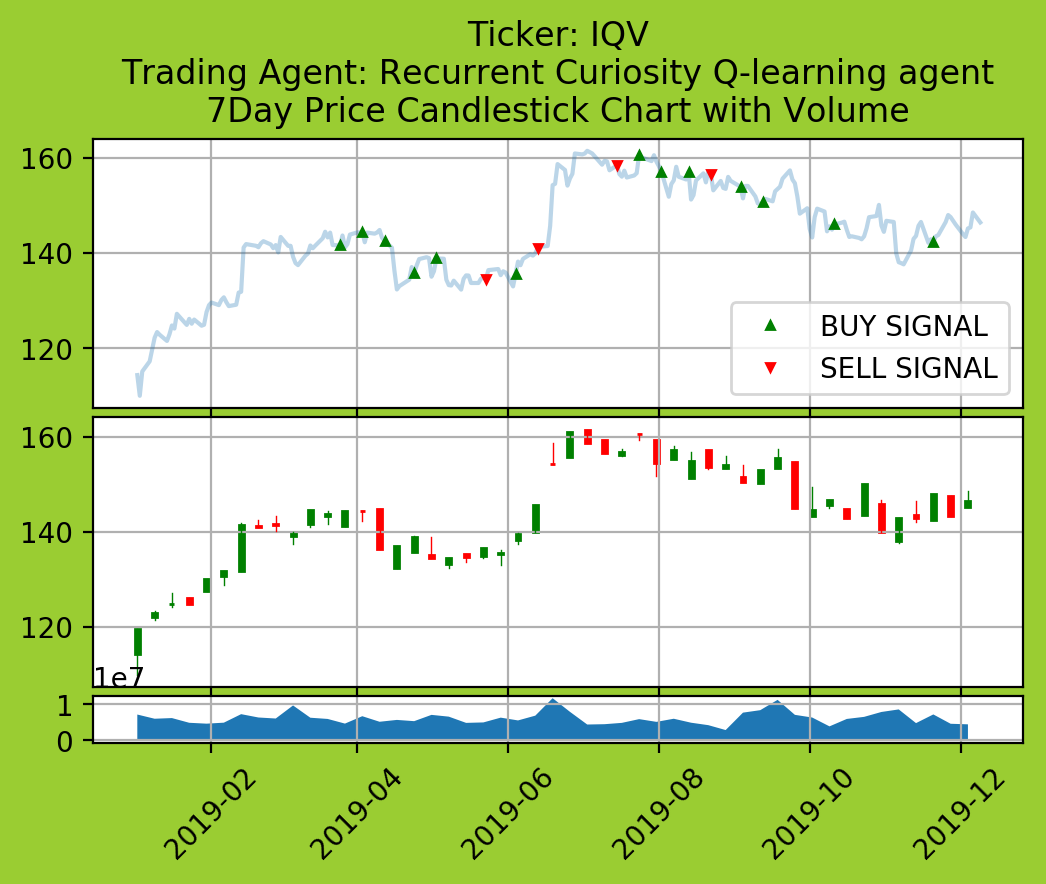 Ticker: IQV
Trading Agent: Recurrent Curiosity Q-learning agent
7Day Price Candlestick Chart with Volume
160
140
120
BUY SIGNAL
SELL SIGNAL
160
140
120
1e7
1
0
2019-02
2019-04
2019-06
2019-08
2019-10
2019-12